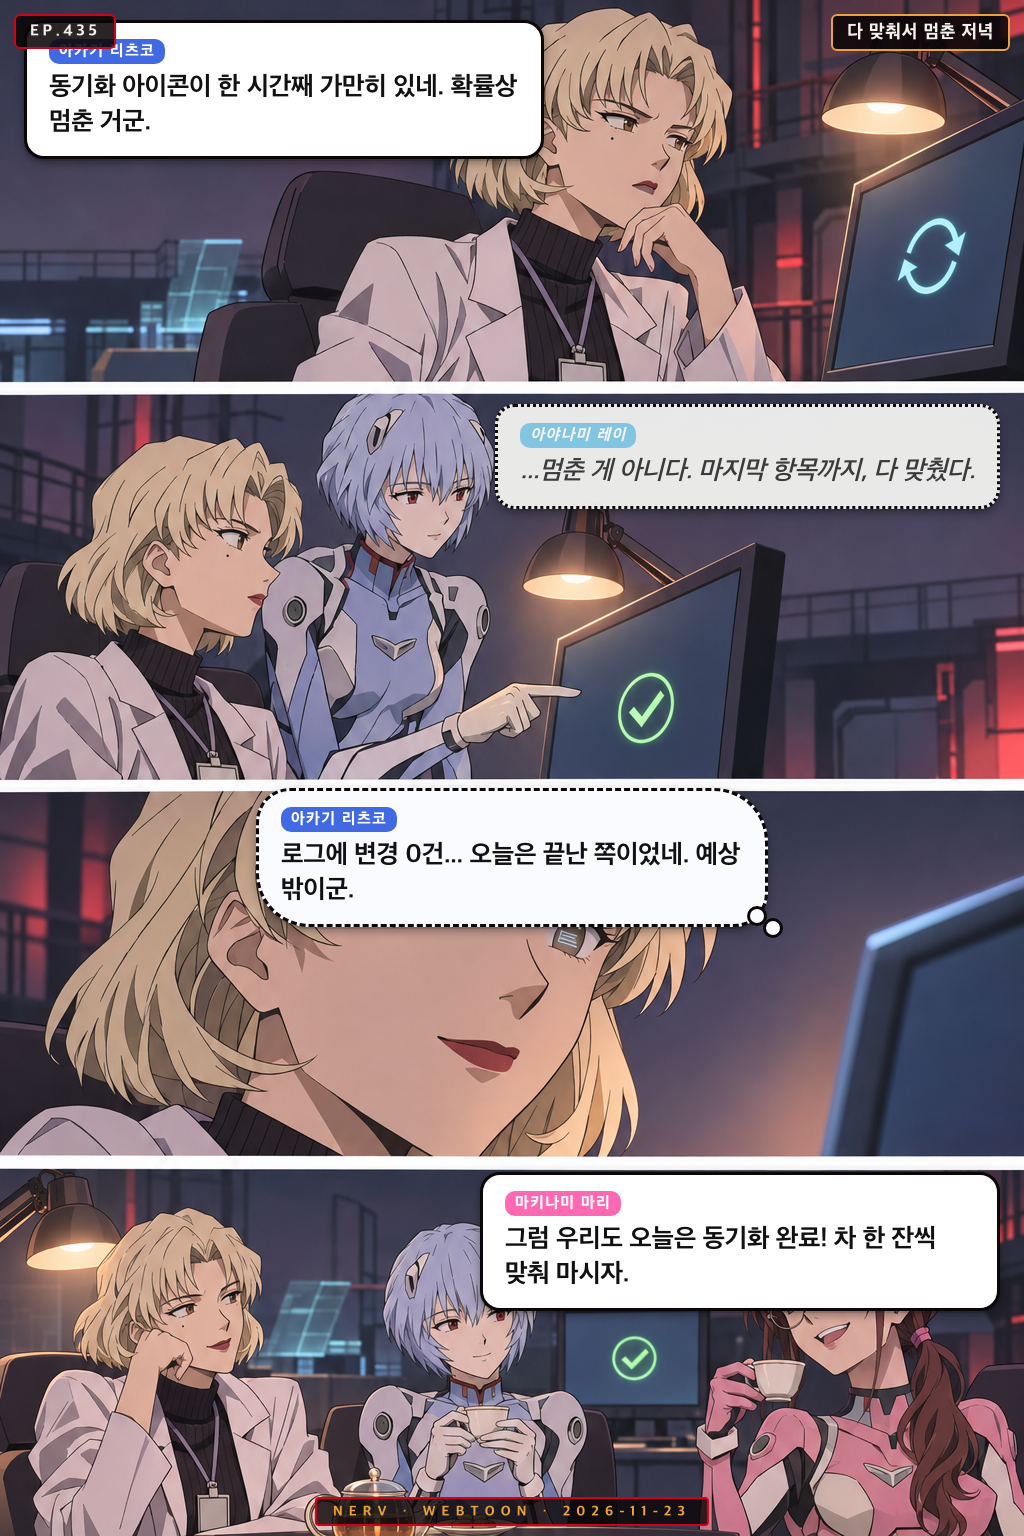 EP.435
다 맞춰서 멈춘 저녁
아카기 리츠코
동기화 아이콘이 한 시간째 가만히 있네. 확률상
멈춘 거군.
아야나미 레이
...멈춘 게 아니다. 마지막 항목까지, 다 맞췄다.
아카기 리츠코
로그에 변경 0건... 오늘은 끝난 쪽이었네. 예상
밖이군.
마키나미 마리
그럼 우리도 오늘은 동기화 완료! 차 한 잔씩
맞춰 마시자.
NERV · WEBTOON · 2026-11-23